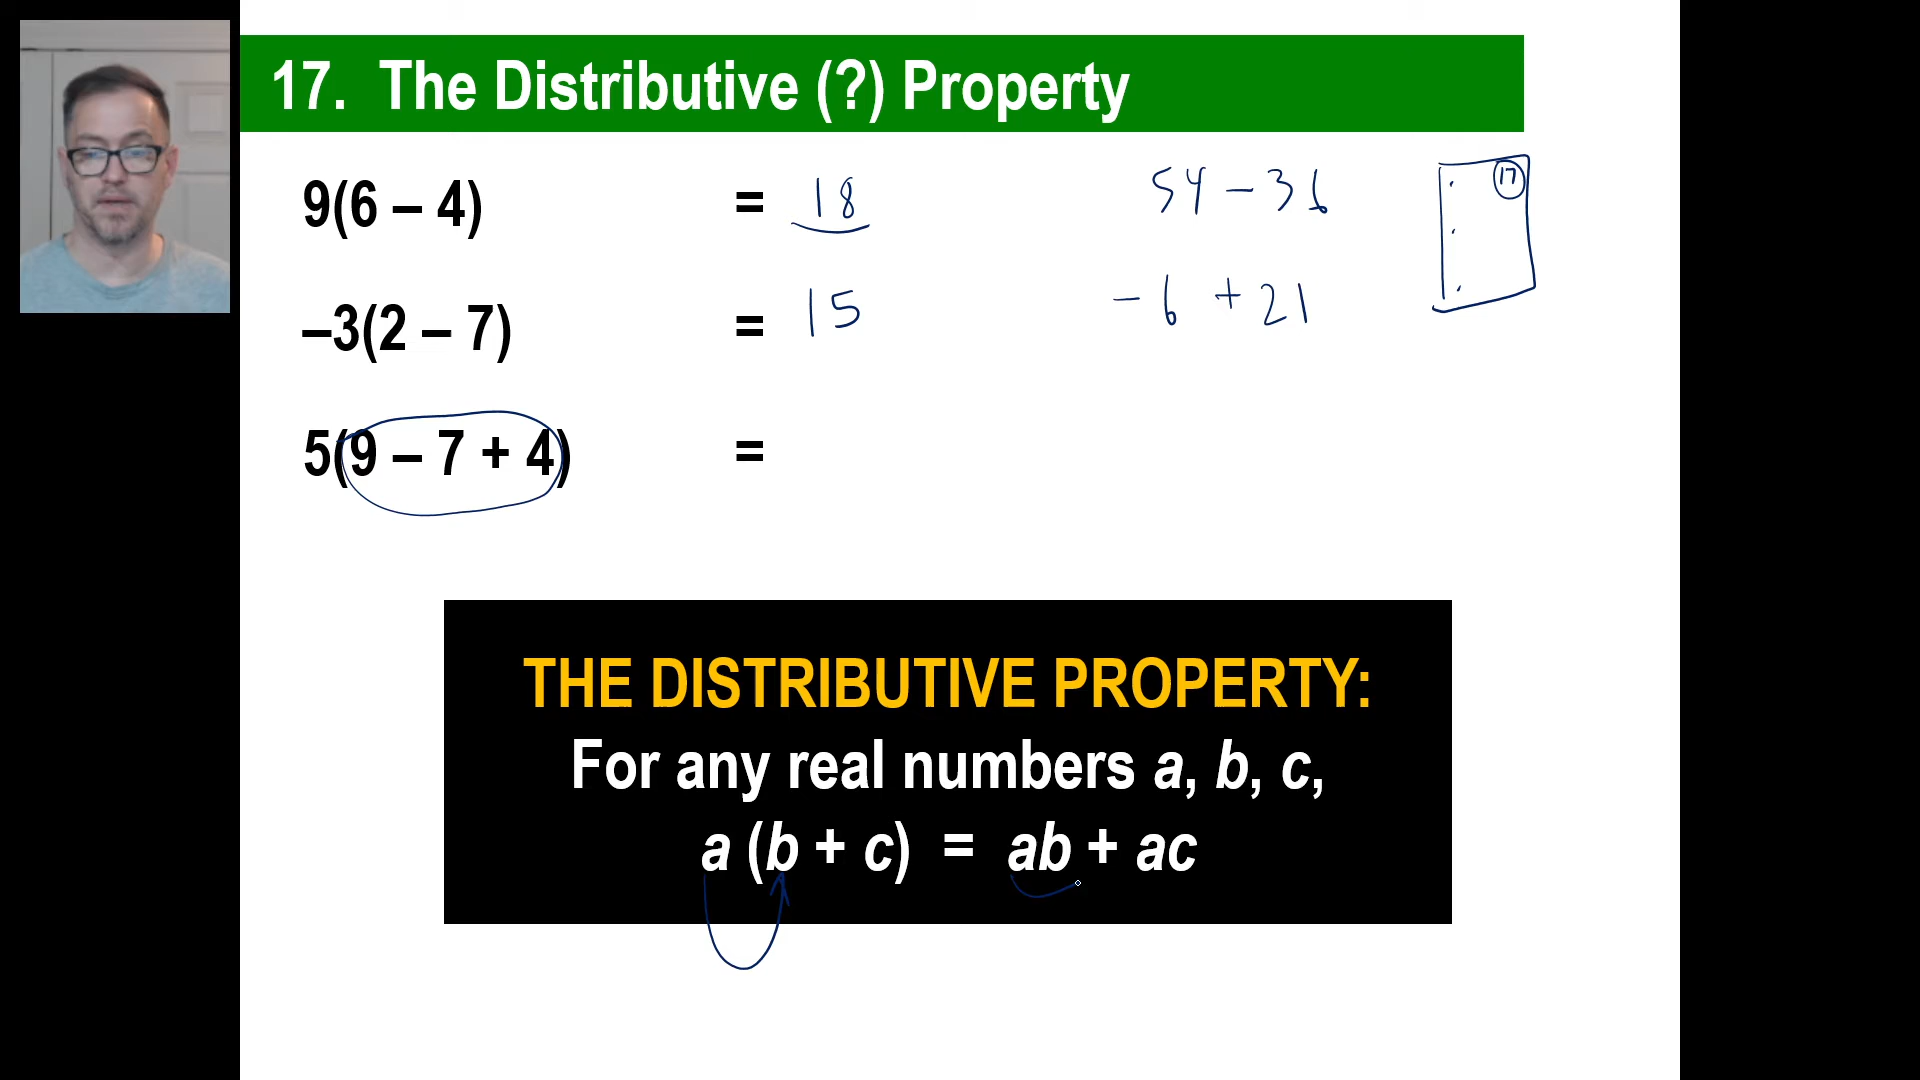 17. The Distributive (?) Property
9(6 – 4) = 18 54 – 36 17
–3(2 – 7) = 15 – 6 + 21
5(9 – 7 + 4) =
THE DISTRIBUTIVE PROPERTY:
For any real numbers a, b, c,
a (b + c) = ab + ac